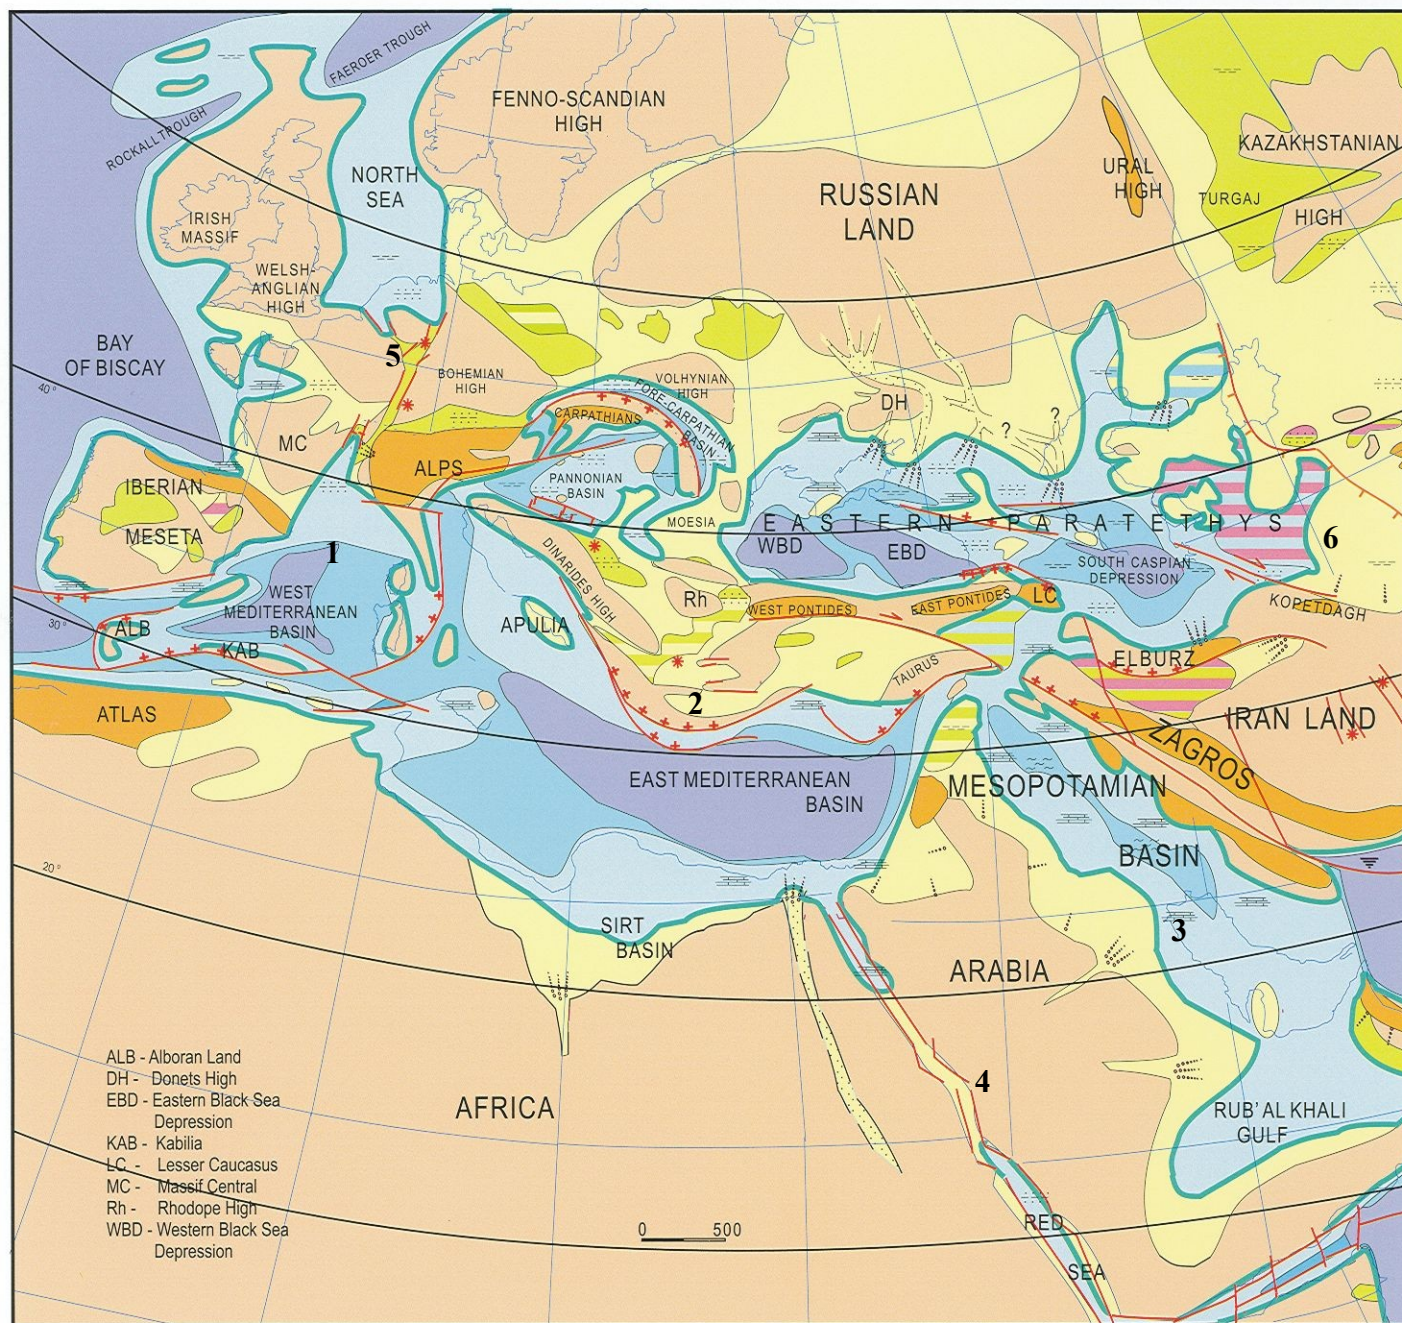 FAEROER TROUGH
ROCKALL TROUGH
FENNO-SCANDIAN
HIGH
NORTH
SEA
IRISH
MASSIF
WELSH-
ANGLIAN
HIGH
RUSSIAN
LAND
URAL
HIGH
KAZAKHSTANIAN
TURGAJ
HIGH
BAY
OF BISCAY
5
BOHEMIAN
HIGH
VOLHYNIAN
HIGH
FORE-CARPATHIAN
BASIN
CARPATHIANS
DH
?
?
40°
MC
ALPS
PANNONIAN
BASIN
MOESIA
IBERIAN
MESETA
EASTERN PARATETHYS
WBD
EBD
SOUTH CASPIAN
DEPRESSION
6
1
WEST
MEDITERRANEAN
BASIN
DINARIDES HIGH
Rh
WEST PONTIDES
EAST PONTIDES
LC
KOPETDAGH
30°
ALB
KAB
APULIA
TAURUS
ELBURZ
2
ATLAS
IRAN LAND
ZAGROS
EAST MEDITERRANEAN
BASIN
MESOPOTAMIAN
BASIN
20°
SIRT
BASIN
3
ARABIA
AFRICA
4
RUB' AL KHALI
GULF
RED
SEA
ALB - Alboran Land
DH - Donets High
EBD - Eastern Black Sea
Depression
KAB - Kabilia
LC - Lesser Caucasus
MC - Massif Central
Rh - Rhodope High
WBD - Western Black Sea
Depression
0 500